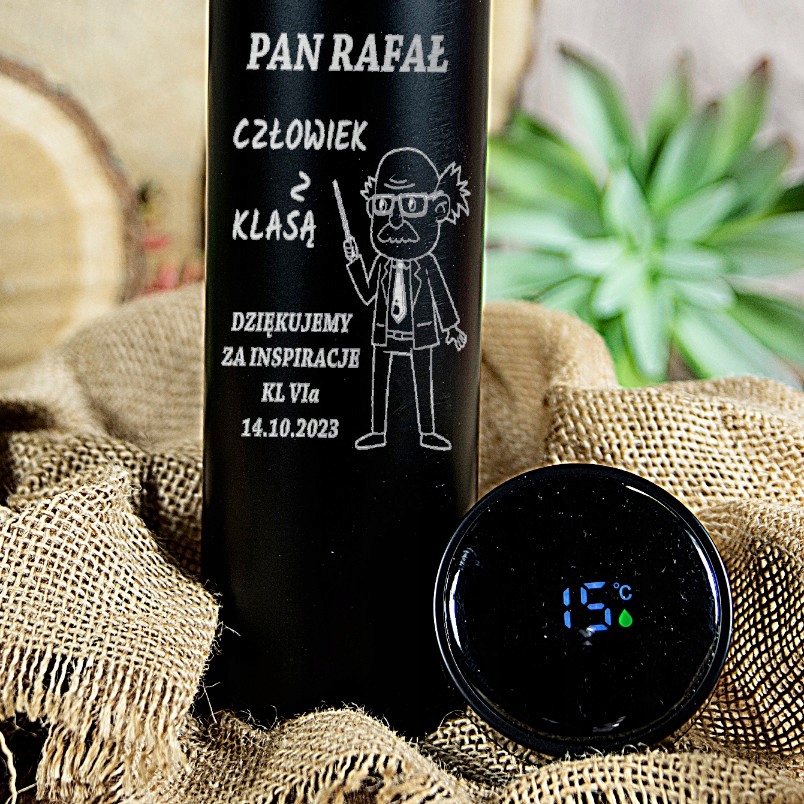 PAN RAFAŁ
CZŁOWIEK
Z
KLASĄ
DZIĘKUJEMY
ZA INSPIRACJE
KL VIa
14.10.2023
15 °C